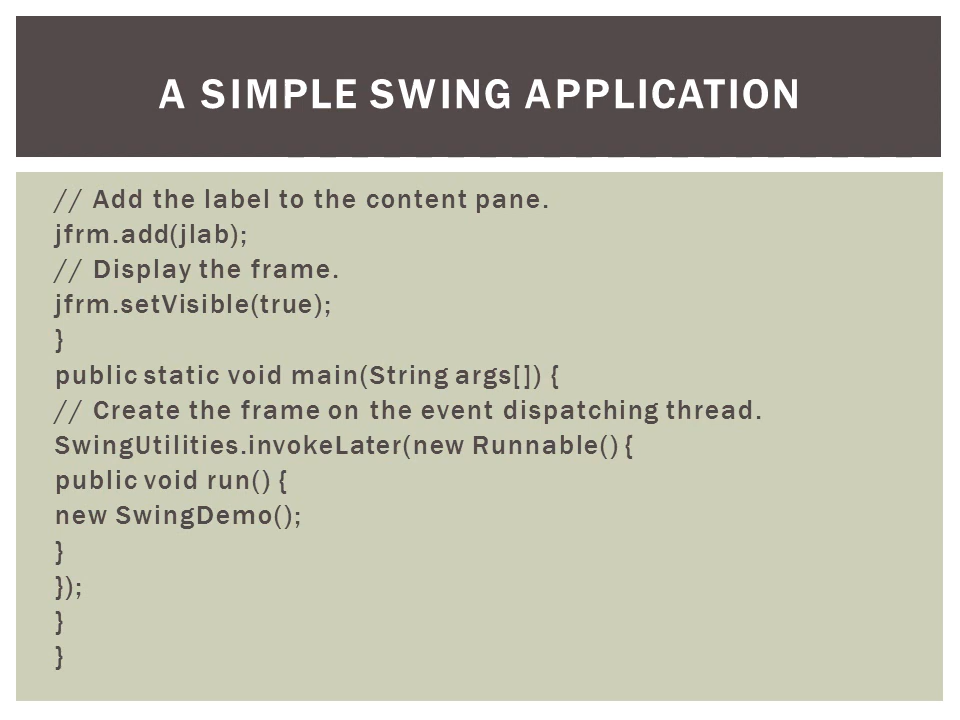 A SIMPLE SWING APPLICATION
// Add the label to the content pane.
jfrm.add(jlab);
// Display the frame.
jfrm.setVisible(true);
}
public static void main(String args[]) {
// Create the frame on the event dispatching thread.
SwingUtilities.invokeLater(new Runnable() {
public void run() {
new SwingDemo();
}
});
}
}